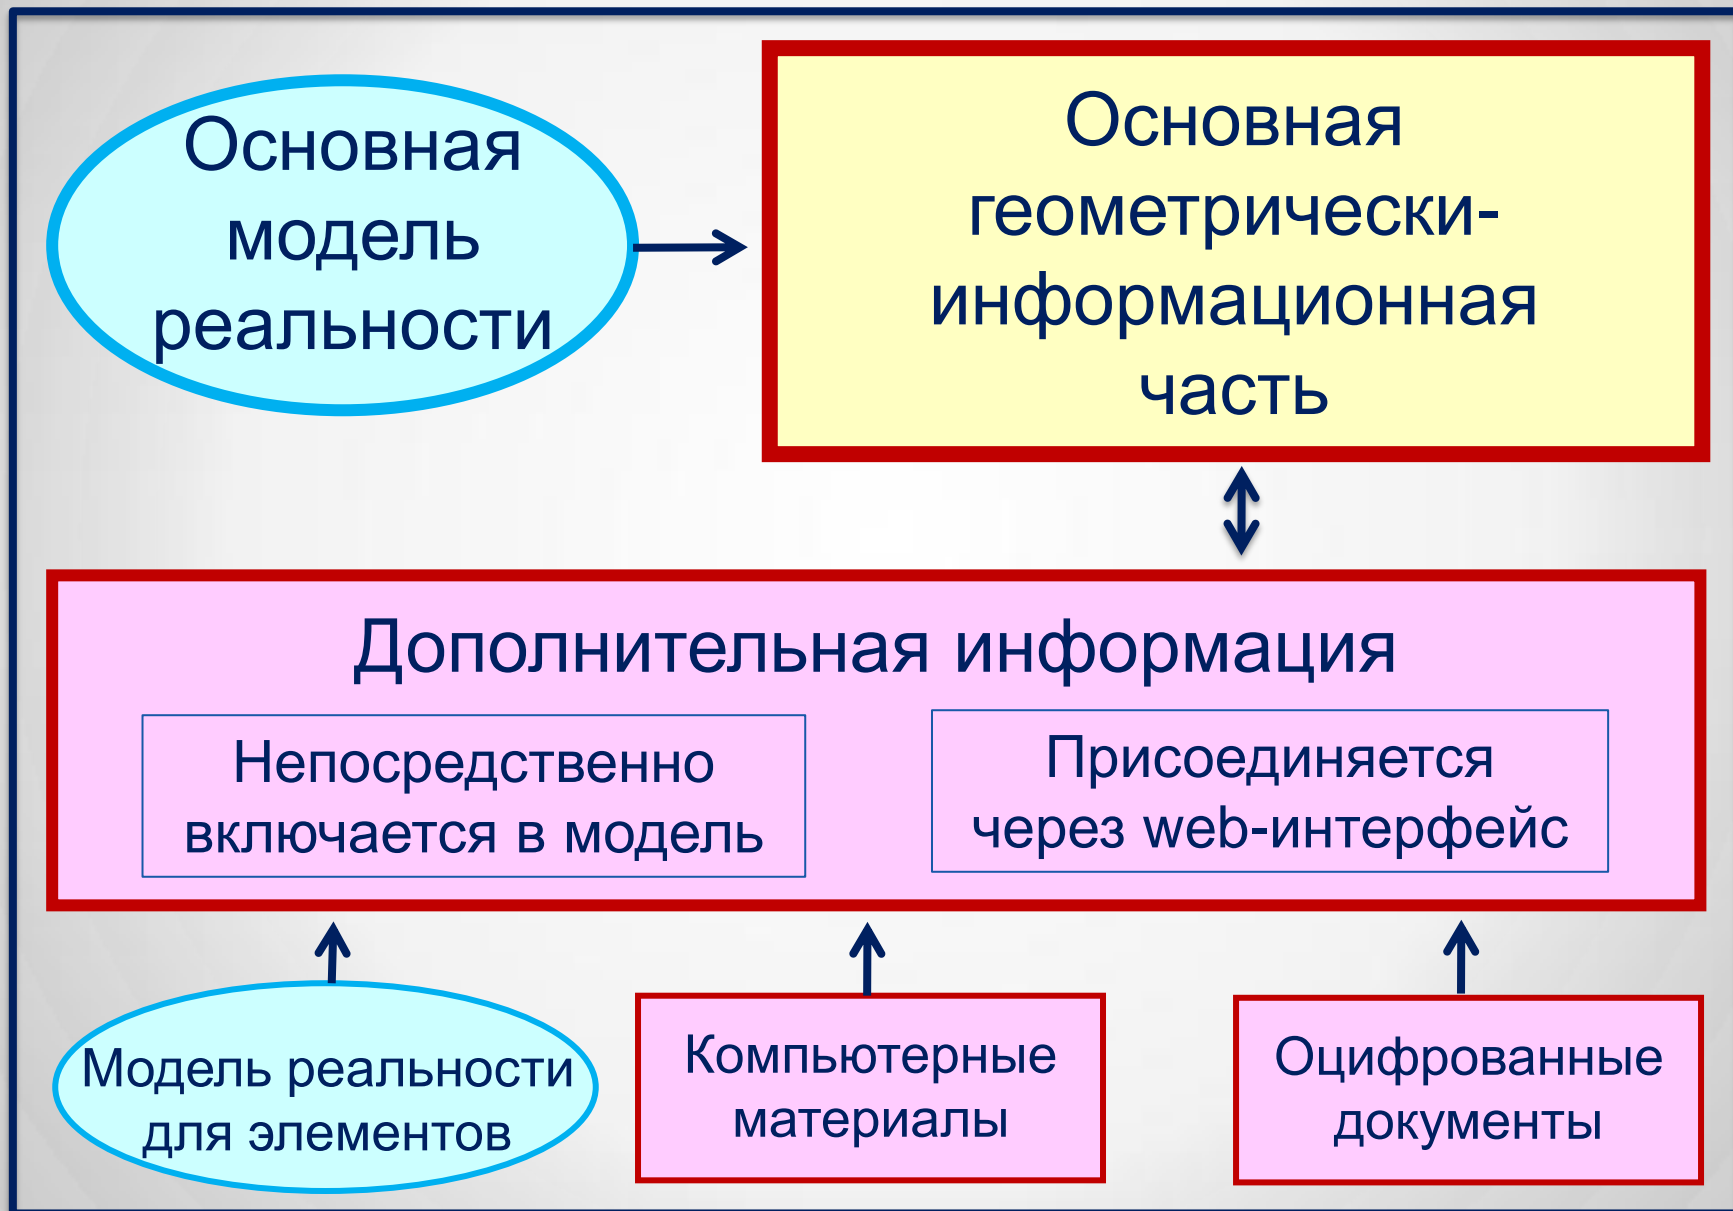 Основная
модель
реальности
Основная
геометрически-
информационная
часть
Дополнительная информация
Непосредственно
включается в модель
Присоединяется
через web-интерфейс
Модель реальности
для элементов
Компьютерные
материалы
Оцифрованные
документы